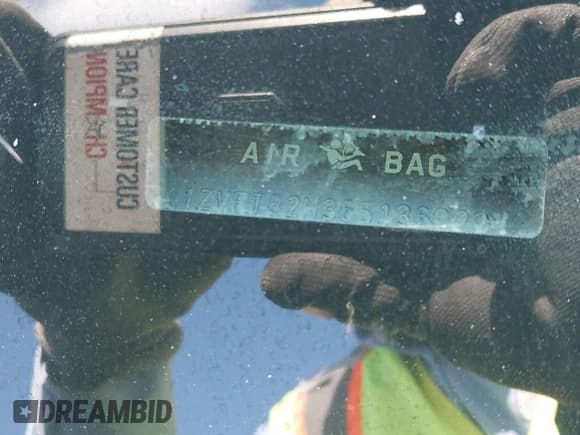 CHAMPION
CUSTOMER CARE
AIR BAG
DREAMBID